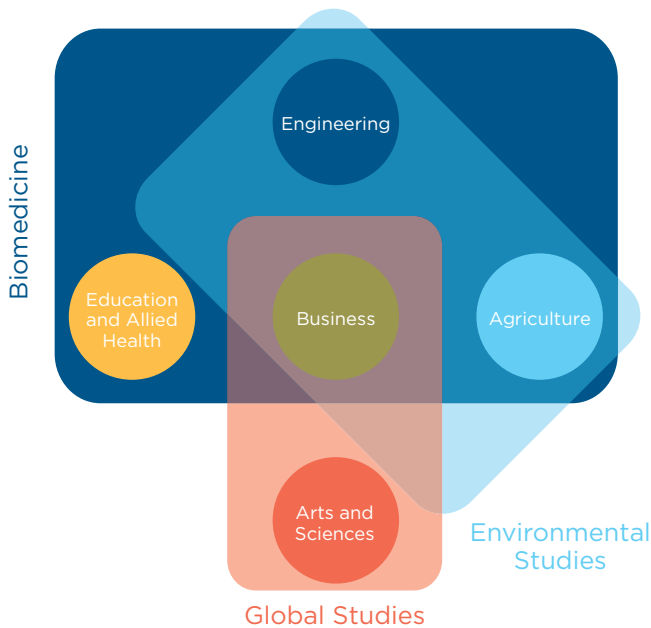 Biomedicine
Engineering
Education
and Allied
Health
Business
Agriculture
Arts and
Sciences
Environmental
Studies
Global Studies